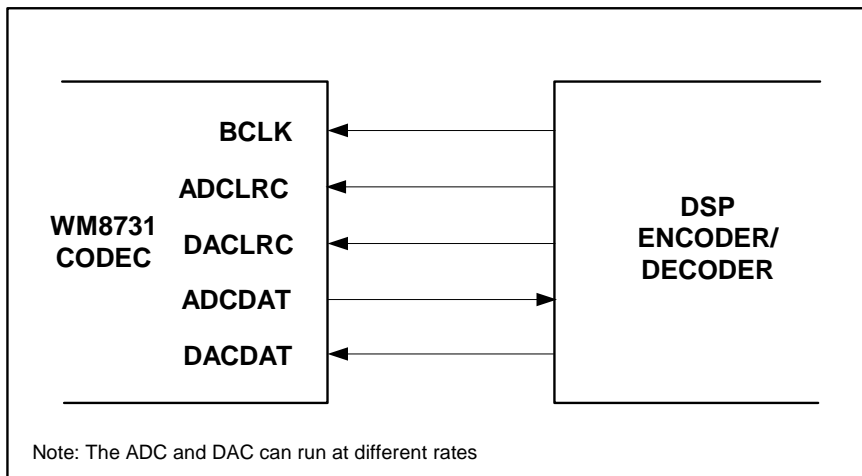 BCLK
ADCLRC
WM8731
CODEC
DACLRC
ADCDAT
DACDAT
DSP
ENCODER/
DECODER
Note: The ADC and DAC can run at different rates